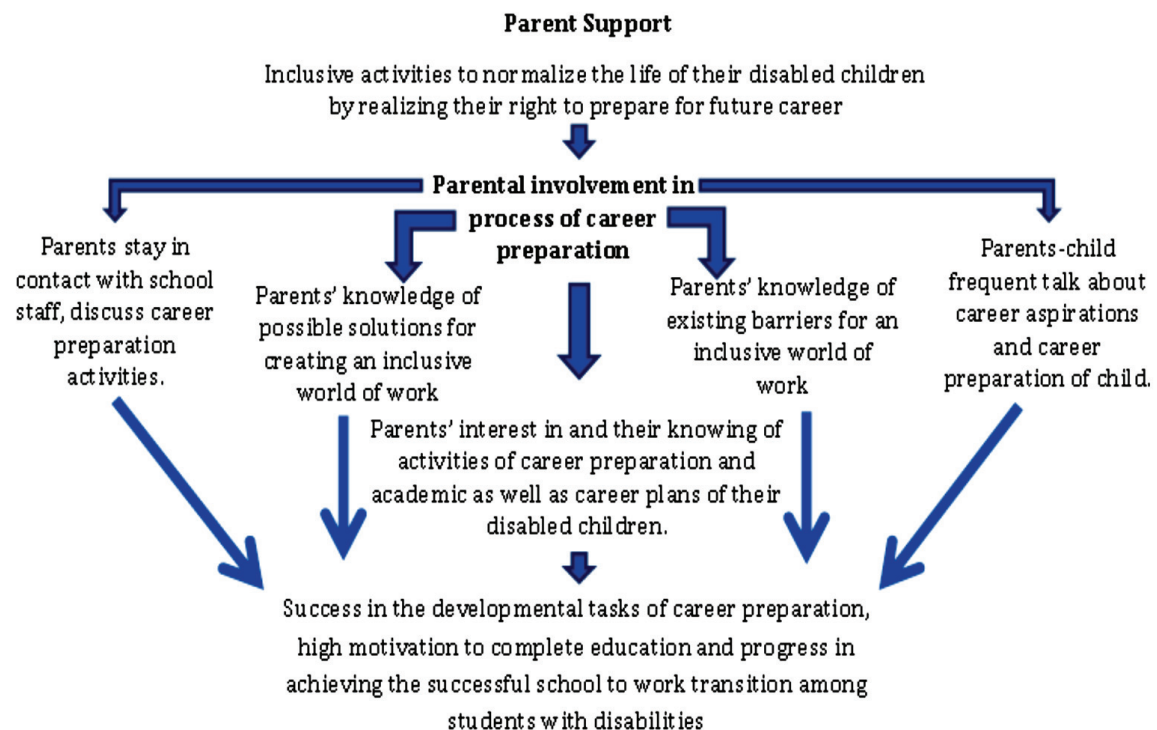 Parent Support
Inclusive activities to normalize the life of their disabled children
by realizing their right to prepare for future career
Parental involvement in
process of career
preparation
Parents stay in
contact with school
staff, discuss career
preparation
activities.
Parents’ knowledge of
possible solutions for
creating an inclusive
world of work
Parents’ knowledge of
existing barriers for an
inclusive world of
work
Parents-child
frequent talk about
career aspirations
and career
preparation of child.
Parents’ interest in and their knowing of
activities of career preparation and
academic as well as career plans of their
disabled children.
Success in the developmental tasks of career preparation,
high motivation to complete education and progress in
achieving the successful school to work transition among
students with disabilities